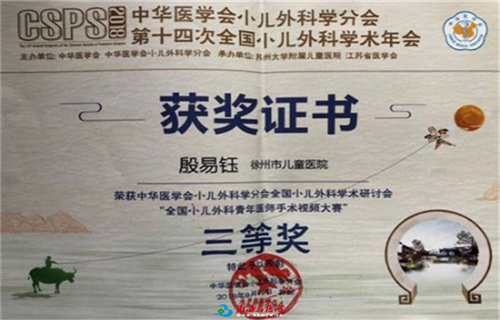 CSPS 2018
中华医学会小儿外科学分会
第十四次全国小儿外科学术年会
主办单位: 中华医学会 中华医学会小儿外科学分会 承办单位: 苏州大学附属儿童医院 江苏省医学会
获奖证书
殷易钰 徐州市儿童医院
荣获中华医学会小儿外科学分会全国小儿外科学术研讨会
“全国小儿外科青年医师手术视频大赛”
三等奖